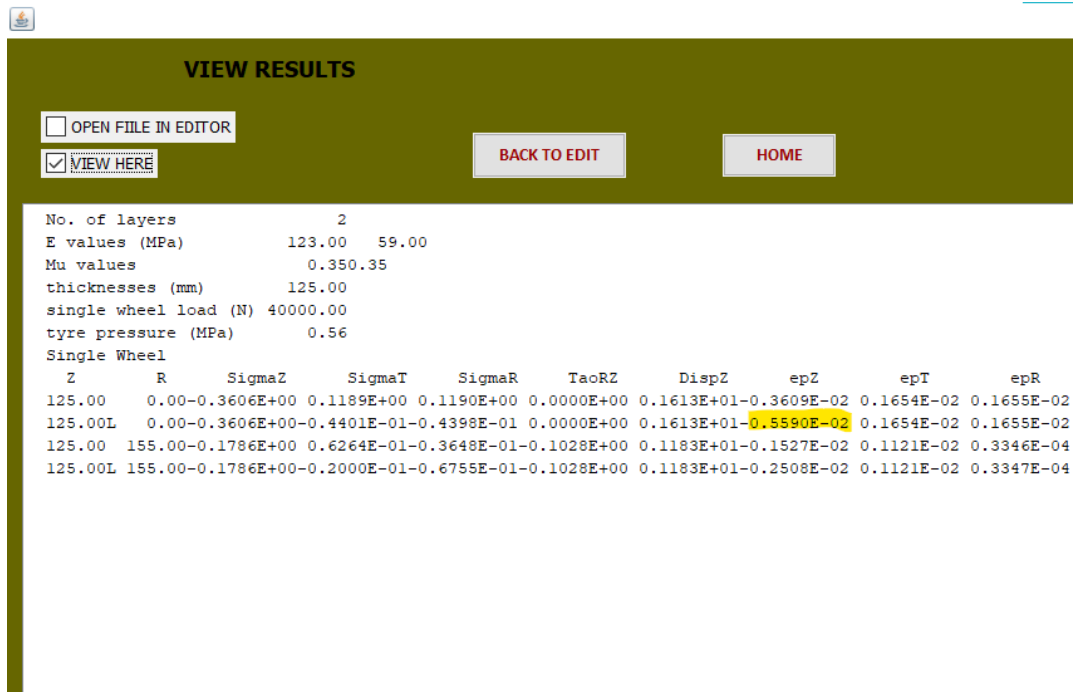 VIEW RESULTS
OPEN FIILE IN EDITOR
VIEW HERE
BACK TO EDIT
HOME
No. of layers 2
E values (MPa) 123.00 59.00
Mu values 0.350.35
thicknesses (mm) 125.00
single wheel load (N) 40000.00
tyre pressure (MPa) 0.56
Single Wheel
Z R SigmaZ SigmaT SigmaR TaoRZ DispZ epZ epT epR
125.00 0.00-0.3606E+00 0.1189E+00 0.1190E+00 0.0000E+00 0.1613E+01-0.3609E-02 0.1654E-02 0.1655E-02
125.00L 0.00-0.3606E+00-0.4401E-01-0.4398E-01 0.0000E+00 0.1613E+01-0.5590E-02 0.1654E-02 0.1655E-02
125.00 155.00-0.1786E+00 0.6264E-01-0.3648E-01-0.1028E+00 0.1183E+01-0.1527E-02 0.1121E-02 0.3346E-04
125.00L 155.00-0.1786E+00-0.2000E-01-0.6755E-01-0.1028E+00 0.1183E+01-0.2508E-02 0.1121E-02 0.3347E-04